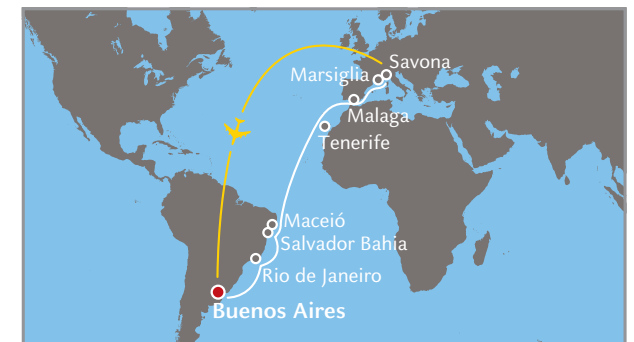 Savona
Marsiglia
Malaga
Tenerife
Maceió
Salvador Bahia
Rio de Janeiro
Buenos Aires